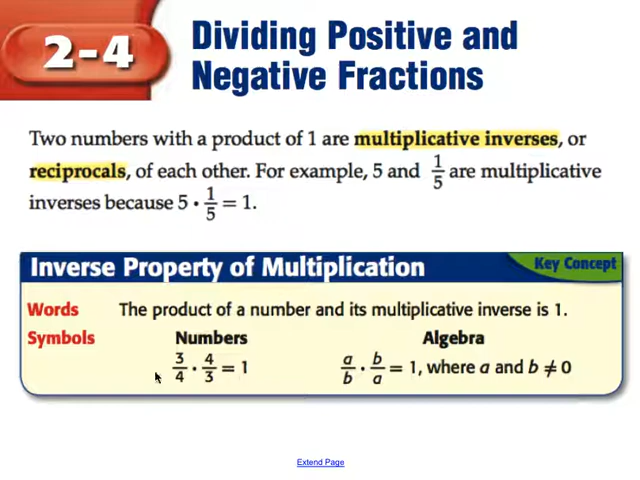 2-4
Dividing Positive and
Negative Fractions
Two numbers with a product of 1 are multiplicative inverses, or
reciprocals, of each other. For example, 5 and 1/5 are multiplicative
inverses because 5 · 1/5 = 1.
Inverse Property of Multiplication
Key Concept
Words The product of a number and its multiplicative inverse is 1.
Symbols Numbers Algebra
3/4 · 4/3 = 1 a/b · b/a = 1, where a and b ≠ 0
Extend Page